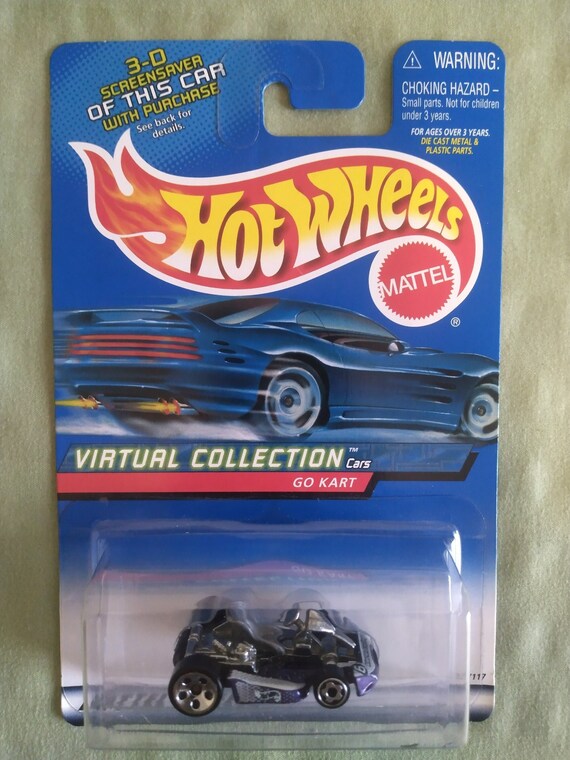 3-D
SCREENSAVER
OF THIS CAR
WITH PURCHASE
See back for
details.
⚠ WARNING:
CHOKING HAZARD –
Small parts. Not for children
under 3 years.
FOR AGES OVER 3 YEARS.
DIE CAST METAL &
PLASTIC PARTS.
HOT WHEELS
MATTEL
®
VIRTUAL COLLECTION™ Cars
GO KART
117